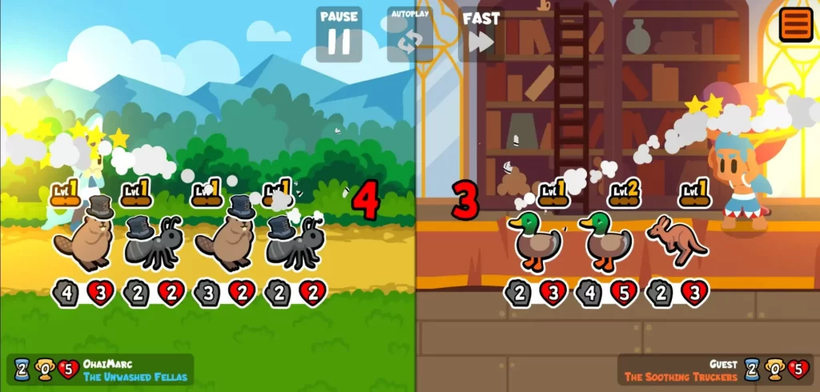 PAUSE
AUTOPLAY
FAST
Lvl1
Lvl1
Lvl1
Lvl1
4
3
Lvl1
Lvl2
Lvl1
4 3 2 2 3 2 2 2
2 3 4 5 2 3
2 0 5 OhaiMarc
The Unwashed Fellas
Guest 2 0 5
The Soothing Truckers